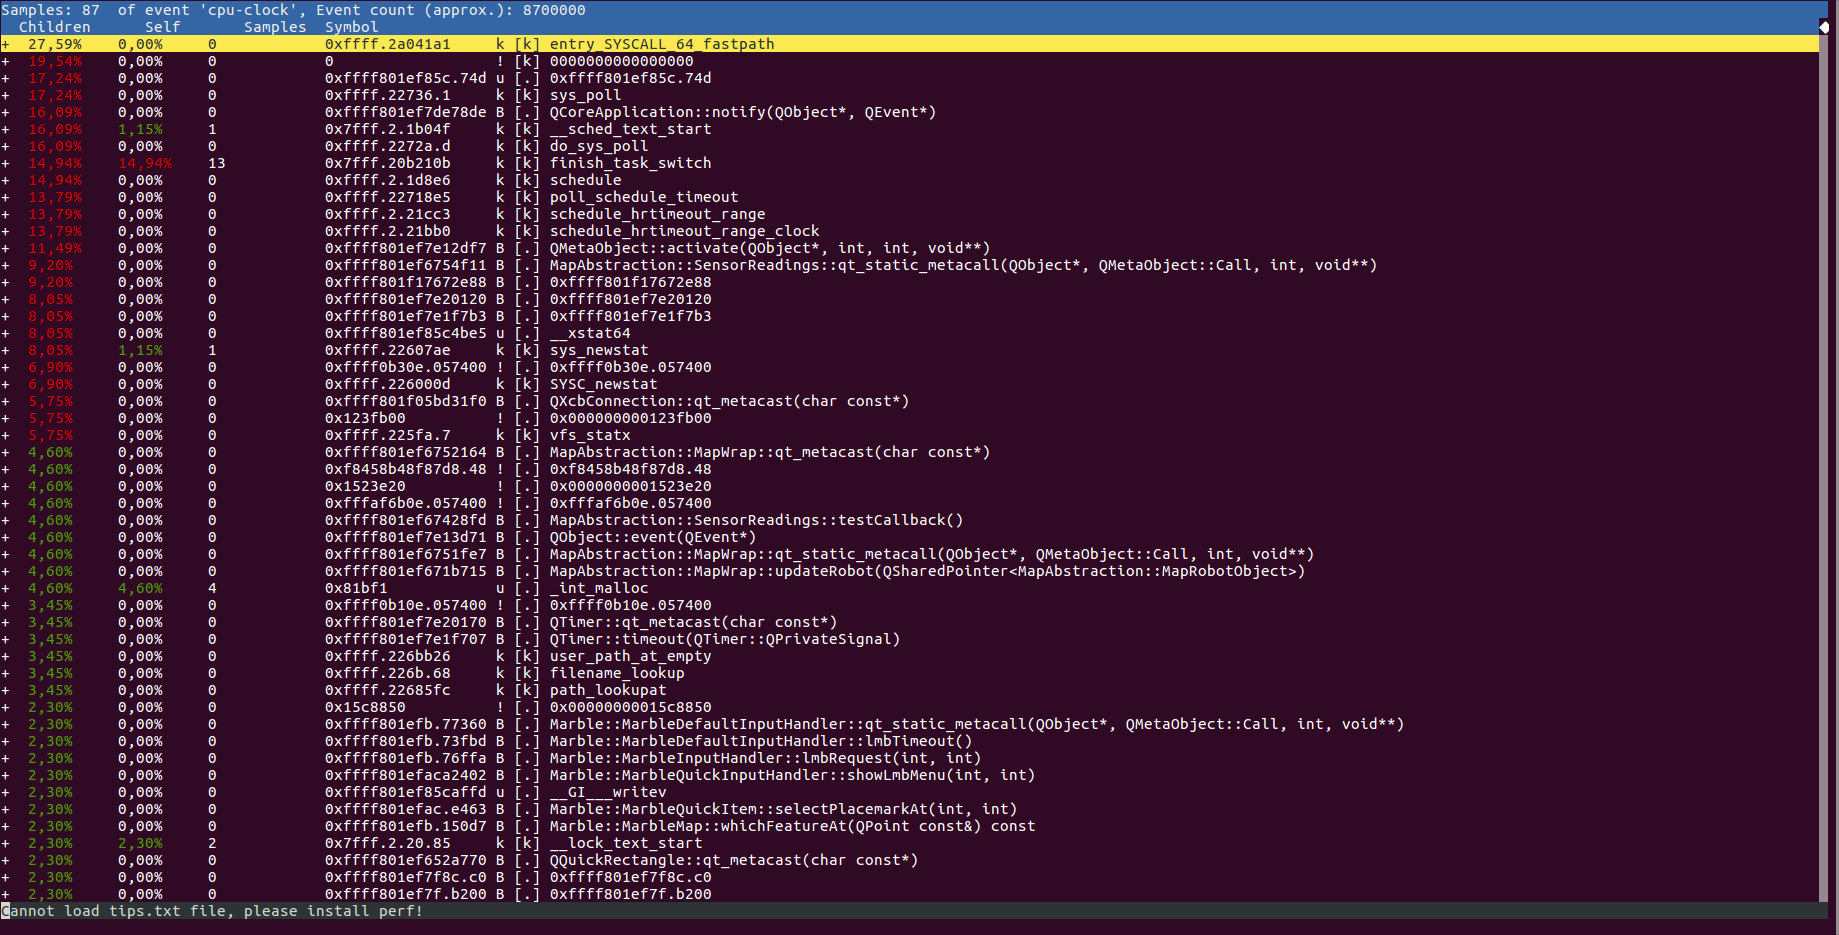 Samples: 87  of event 'cpu-clock', Event count (approx.): 8700000
Children      Self       Samples  Symbol
+  27,59%    0,00%     0            0xffff.2a041a1     k [k] entry_SYSCALL_64_fastpath
+  19,54%    0,00%     0            0                  ! [k] 0000000000000000
+  17,24%    0,00%     0            0xffff801ef85c.74d u [.] 0xffff801ef85c.74d
+  17,24%    0,00%     0            0xffff.22736.1     k [k] sys_poll
+  16,09%    0,00%     0            0xffff801ef7de78de B [.] QCoreApplication::notify(QObject*, QEvent*)
+  16,09%    1,15%     1            0x7fff.2.1b04f     k [k] __sched_text_start
+  16,09%    0,00%     0            0xffff.2272a.d     k [k] do_sys_poll
+  14,94%    14,94%    13           0x7fff.20b210b     k [k] finish_task_switch
+  14,94%    0,00%     0            0xffff.2.1d8e6     k [k] schedule
+  13,79%    0,00%     0            0xffff.22718e5     k [k] poll_schedule_timeout
+  13,79%    0,00%     0            0xffff.2.21cc3     k [k] schedule_hrtimeout_range
+  13,79%    0,00%     0            0xffff.2.21bb0     k [k] schedule_hrtimeout_range_clock
+  11,49%    0,00%     0            0xffff801ef7e12df7 B [.] QMetaObject::activate(QObject*, int, int, void**)
+  9,20%     0,00%     0            0xffff801ef6754f11 B [.] MapAbstraction::SensorReadings::qt_static_metacall(QObject*, QMetaObject::Call, int, void**)
+  9,20%     0,00%     0            0xffff801f17672e88 B [.] 0xffff801f17672e88
+  8,05%     0,00%     0            0xffff801ef7e20120 B [.] 0xffff801ef7e20120
+  8,05%     0,00%     0            0xffff801ef7e1f7b3 B [.] 0xffff801ef7e1f7b3
+  8,05%     0,00%     0            0xffff801ef85c4be5 u [.] __xstat64
+  8,05%     1,15%     1            0xffff.22607ae     k [k] sys_newstat
+  6,90%     0,00%     0            0xffff0b30e.057400 ! [.] 0xffff0b30e.057400
+  6,90%     0,00%     0            0xffff.226000d     k [k] SYSC_newstat
+  5,75%     0,00%     0            0xffff801f05bd31f0 B [.] QXcbConnection::qt_metacast(char const*)
+  5,75%     0,00%     0            0x123fb00          ! [.] 0x000000000123fb00
+  5,75%     0,00%     0            0xffff.225fa.7     k [k] vfs_statx
+  4,60%     0,00%     0            0xffff801ef6752164 B [.] MapAbstraction::MapWrap::qt_metacast(char const*)
+  4,60%     0,00%     0            0xf8458b48f87d8.48 ! [.] 0xf8458b48f87d8.48
+  4,60%     0,00%     0            0x1523e20          ! [.] 0x0000000001523e20
+  4,60%     0,00%     0            0xfffaf6b0e.057400 ! [.] 0xfffaf6b0e.057400
+  4,60%     0,00%     0            0xffff801ef67428fd B [.] MapAbstraction::SensorReadings::testCallback()
+  4,60%     0,00%     0            0xffff801ef7e13d71 B [.] QObject::event(QEvent*)
+  4,60%     0,00%     0            0xffff801ef6751fe7 B [.] MapAbstraction::MapWrap::qt_static_metacall(QObject*, QMetaObject::Call, int, void**)
+  4,60%     0,00%     0            0xffff801ef671b715 B [.] MapAbstraction::MapWrap::updateRobot(QSharedPointer<MapAbstraction::MapRobotObject>)
+  4,60%     4,60%     4            0x81bf1            u [.] _int_malloc
+  3,45%     0,00%     0            0xffff0b10e.057400 ! [.] 0xffff0b10e.057400
+  3,45%     0,00%     0            0xffff801ef7e20170 B [.] QTimer::qt_metacast(char const*)
+  3,45%     0,00%     0            0xffff801ef7e1f707 B [.] QTimer::timeout(QTimer::QPrivateSignal)
+  3,45%     0,00%     0            0xffff.226bb26     k [k] user_path_at_empty
+  3,45%     0,00%     0            0xffff.226b.68     k [k] filename_lookup
+  3,45%     0,00%     0            0xffff.22685fc     k [k] path_lookupat
+  2,30%     0,00%     0            0x15c8850          ! [.] 0x00000000015c8850
+  2,30%     0,00%     0            0xffff801efb.77360 B [.] Marble::MarbleDefaultInputHandler::qt_static_metacall(QObject*, QMetaObject::Call, int, void**)
+  2,30%     0,00%     0            0xffff801efb.73fbd B [.] Marble::MarbleDefaultInputHandler::lmbTimeout()
+  2,30%     0,00%     0            0xffff801efb.76ffa B [.] Marble::MarbleInputHandler::lmbRequest(int, int)
+  2,30%     0,00%     0            0xffff801efaca2402 B [.] Marble::MarbleQuickInputHandler::showLmbMenu(int, int)
+  2,30%     0,00%     0            0xffff801ef85caffd u [.] __GI___writev
+  2,30%     0,00%     0            0xffff801efac.e463 B [.] Marble::MarbleQuickItem::selectPlacemarkAt(int, int)
+  2,30%     0,00%     0            0xffff801efb.150d7 B [.] Marble::MarbleMap::whichFeatureAt(QPoint const&) const
+  2,30%     2,30%     2            0x7fff.2.20.85     k [k] __lock_text_start
+  2,30%     0,00%     0            0xffff801ef652a770 B [.] QQuickRectangle::qt_metacast(char const*)
+  2,30%     0,00%     0            0xffff801ef7f8c.c0 B [.] 0xffff801ef7f8c.c0
+  2,30%     0,00%     0            0xffff801ef7f.b200 B [.] 0xffff801ef7f.b200
Cannot load tips.txt file, please install perf!